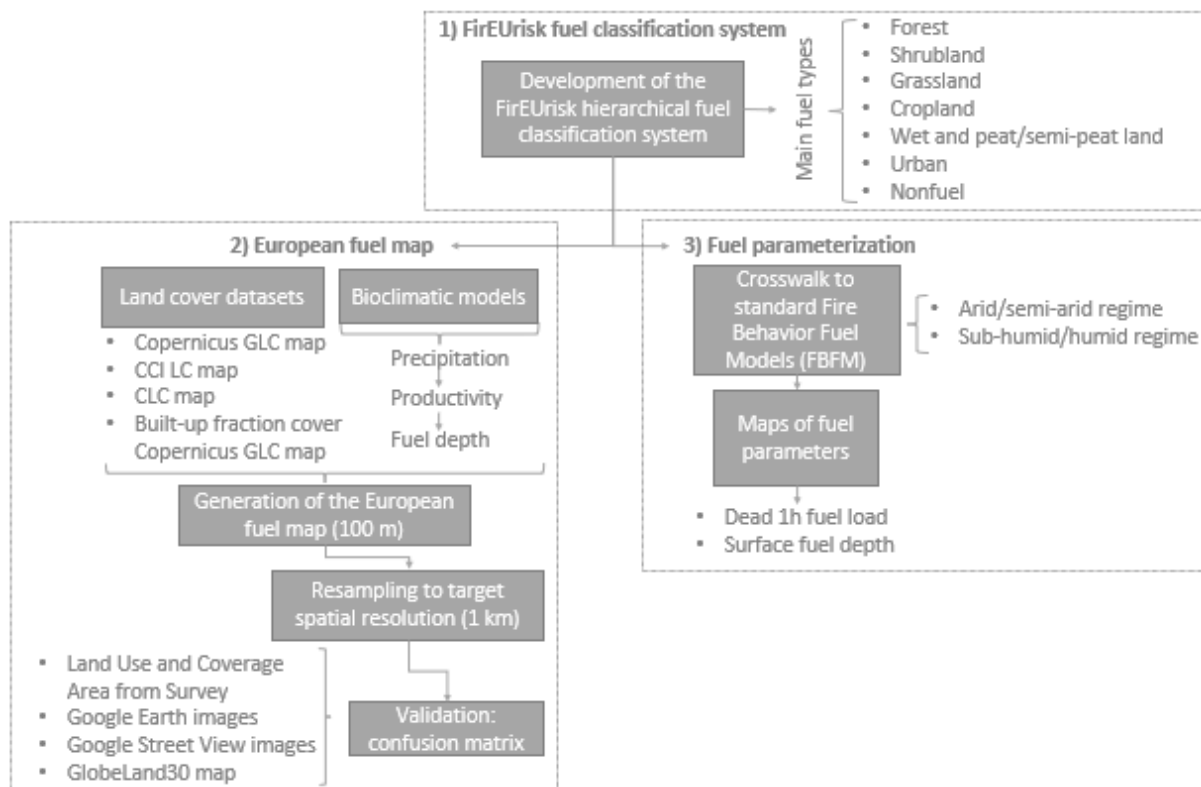 1) FirEUrisk fuel classification system
Development of the
FirEUrisk hierarchical fuel
classification system
Main fuel types
▪ Forest
▪ Shrubland
▪ Grassland
▪ Cropland
▪ Wet and peat/semi-peat land
▪ Urban
▪ Nonfuel
2) European fuel map
Land cover datasets
Bioclimatic models
▪ Copernicus GLC map
▪ CCI LC map
▪ CLC map
▪ Built-up fraction cover
Copernicus GLC map
Precipitation
Productivity
Fuel depth
Generation of the European
fuel map (100 m)
Resampling to target
spatial resolution (1 km)
▪ Land Use and Coverage
Area from Survey
▪ Google Earth images
▪ Google Street View images
▪ GlobeLand30 map
Validation:
confusion matrix
3) Fuel parameterization
Crosswalk to
standard Fire
Behavior Fuel
Models (FBFM)
▪ Arid/semi-arid regime
▪ Sub-humid/humid regime
Maps of fuel
parameters
▪ Dead 1h fuel load
▪ Surface fuel depth